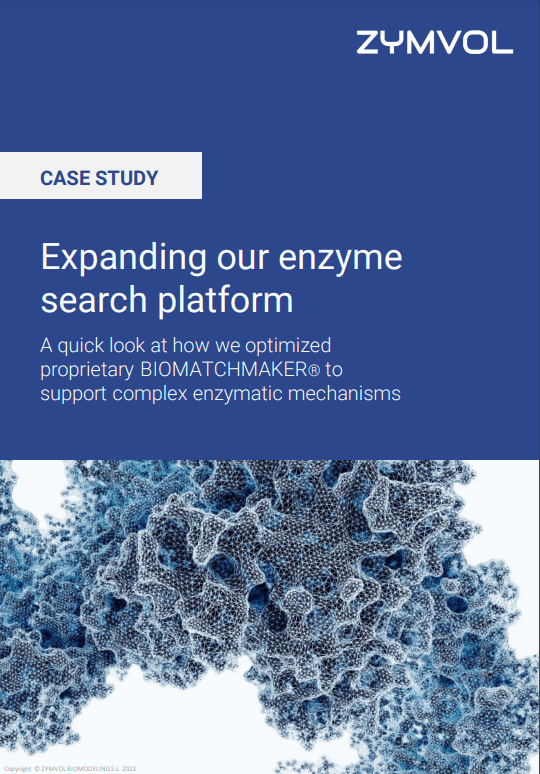 ZYMVOL
CASE STUDY
Expanding our enzyme
search platform
A quick look at how we optimized
proprietary BIOMATCHMAKER® to
support complex enzymatic mechanisms
Copyright © ZYMVOL BIOMODELING S.L. 2022